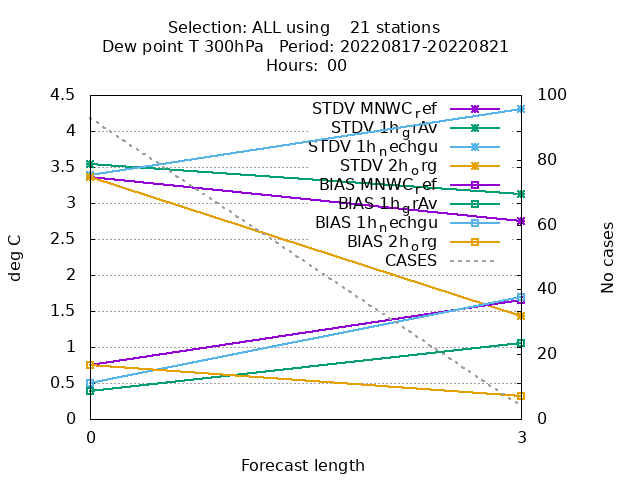 Selection: ALL using 21 stations
Dew point T 300hPa Period: 20220817-20220821
Hours: 00
4.5
4
3.5
3
2.5
2
1.5
1
0.5
0
deg C
STDV MNWC_ref
STDV 1h_grAv
STDV 1h_nechgu
STDV 2h_org
BIAS MNWC_ref
BIAS 1h_grAv
BIAS 1h_nechgu
BIAS 2h_org
CASES
100
80
60
40
20
0
No cases
0 3
Forecast length